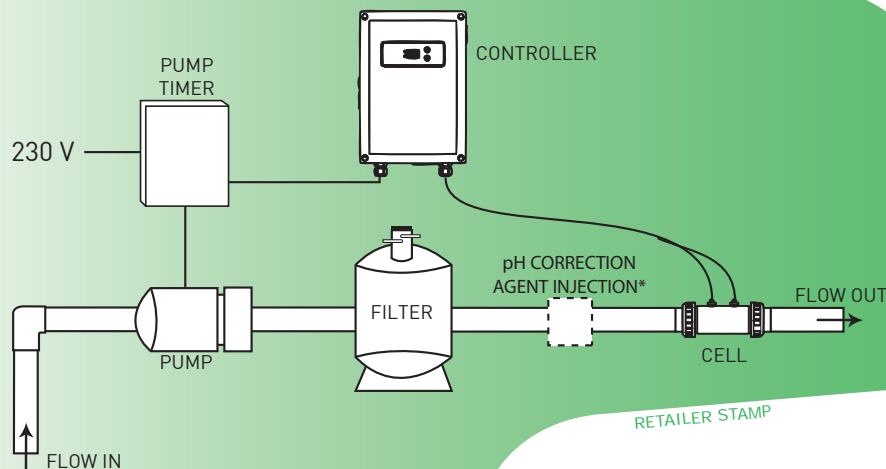 PUMP
TIMER
CONTROLLER
230 V
pH CORRECTION
AGENT INJECTION*
FILTER
FLOW OUT
PUMP
CELL
RETAILER STAMP
FLOW IN